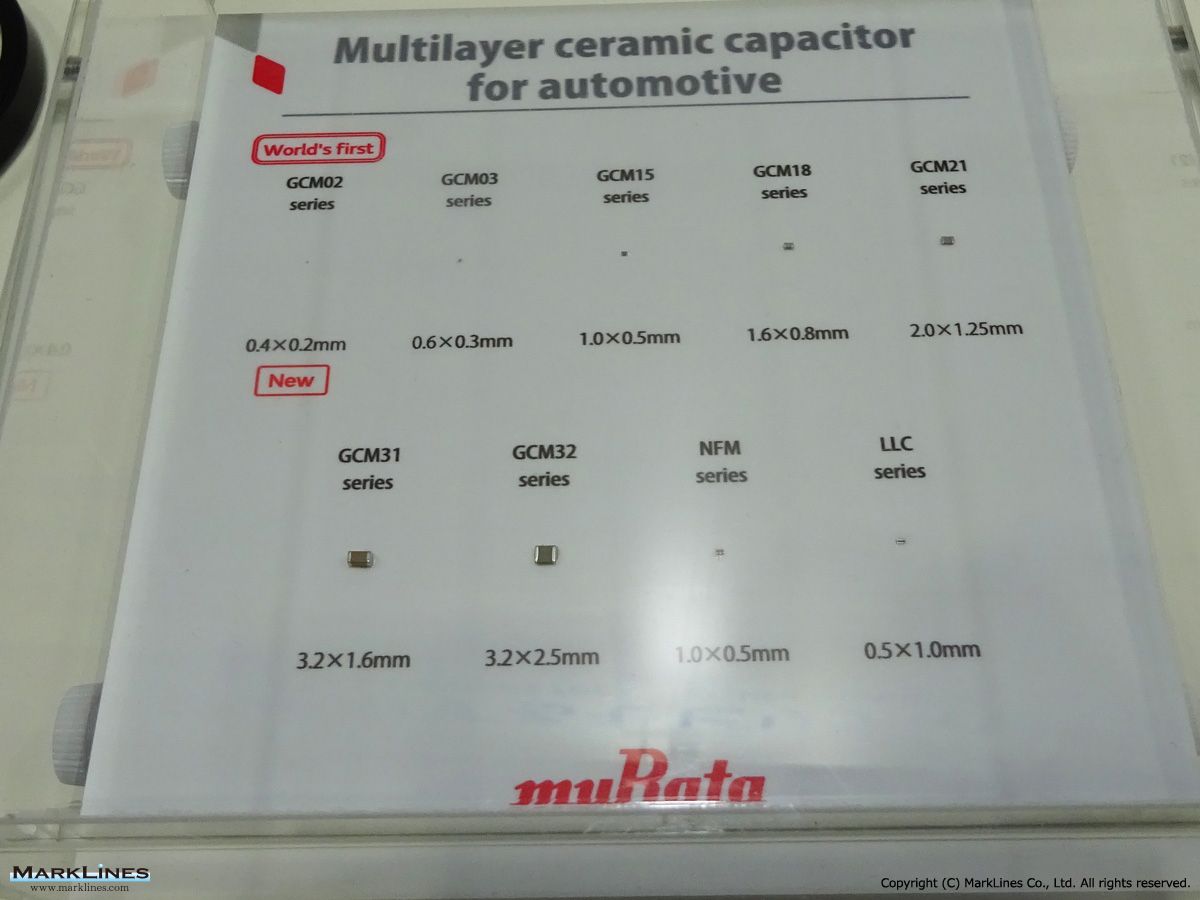 Multilayer ceramic capacitor
for automotive
World's first
GCM02
series
GCM03
series
GCM15
series
GCM18
series
GCM21
series
0.4×0.2mm
0.6×0.3mm
1.0×0.5mm
1.6×0.8mm
2.0×1.25mm
New
GCM31
series
GCM32
series
NFM
series
LLC
series
3.2×1.6mm
3.2×2.5mm
1.0×0.5mm
0.5×1.0mm
muRata
MARKLINES
www.marklines.com
Copyright (C) MarkLines Co., Ltd. All rights reserved.